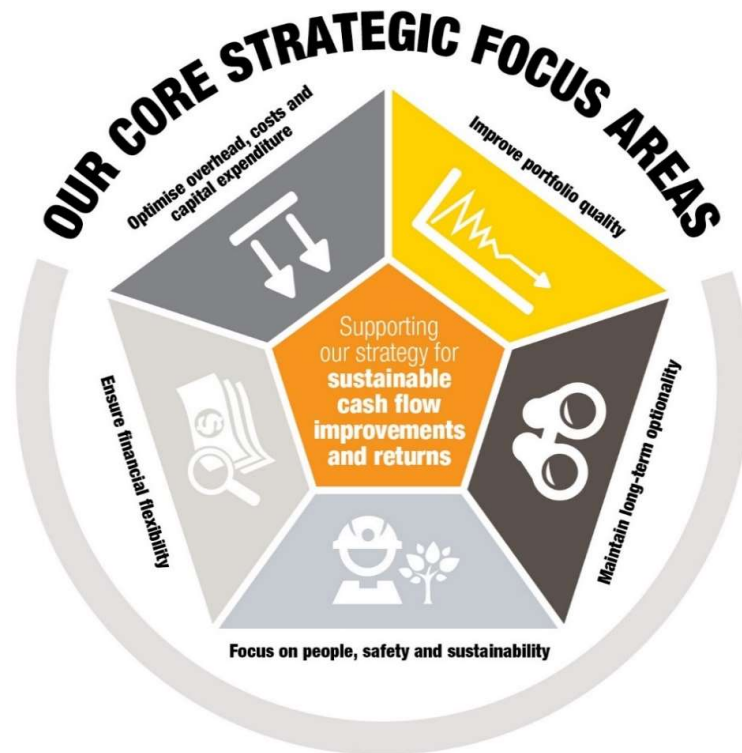 OUR CORE STRATEGIC FOCUS AREAS
Optimise overhead, costs and
capital expenditure
Improve portfolio quality
Supporting
our strategy for
sustainable
cash flow
improvements
and returns
$
Ensure financial flexibility
Maintain long-term optionality
Focus on people, safety and sustainability